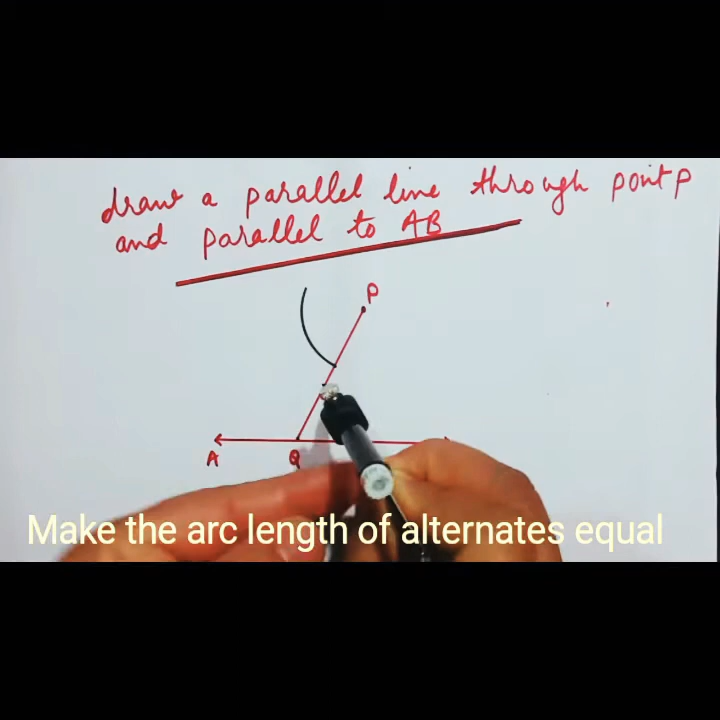 draw a parallel line through point P
and parallel to AB
P
A
Q
Make the arc length of alternates equal